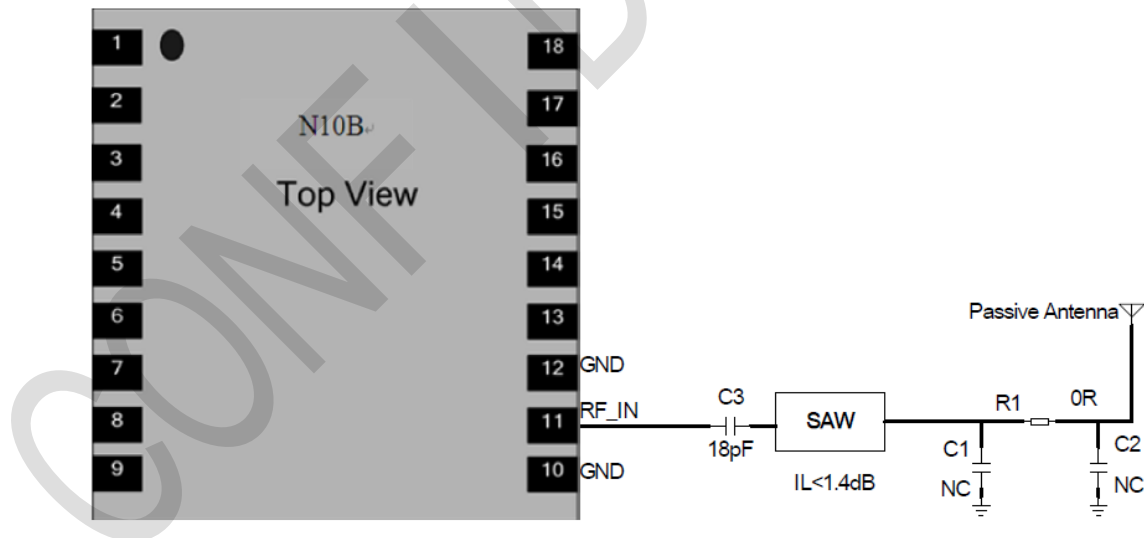 CONFID
1
2
3
4
5
6
7
8
9
N10B↵
Top View
18
17
16
15
14
13
12 GND
11 RF_IN
10 GND
C3
18pF
SAW
IL<1.4dB
R1
0R
C1
NC
C2
NC
Passive Antenna